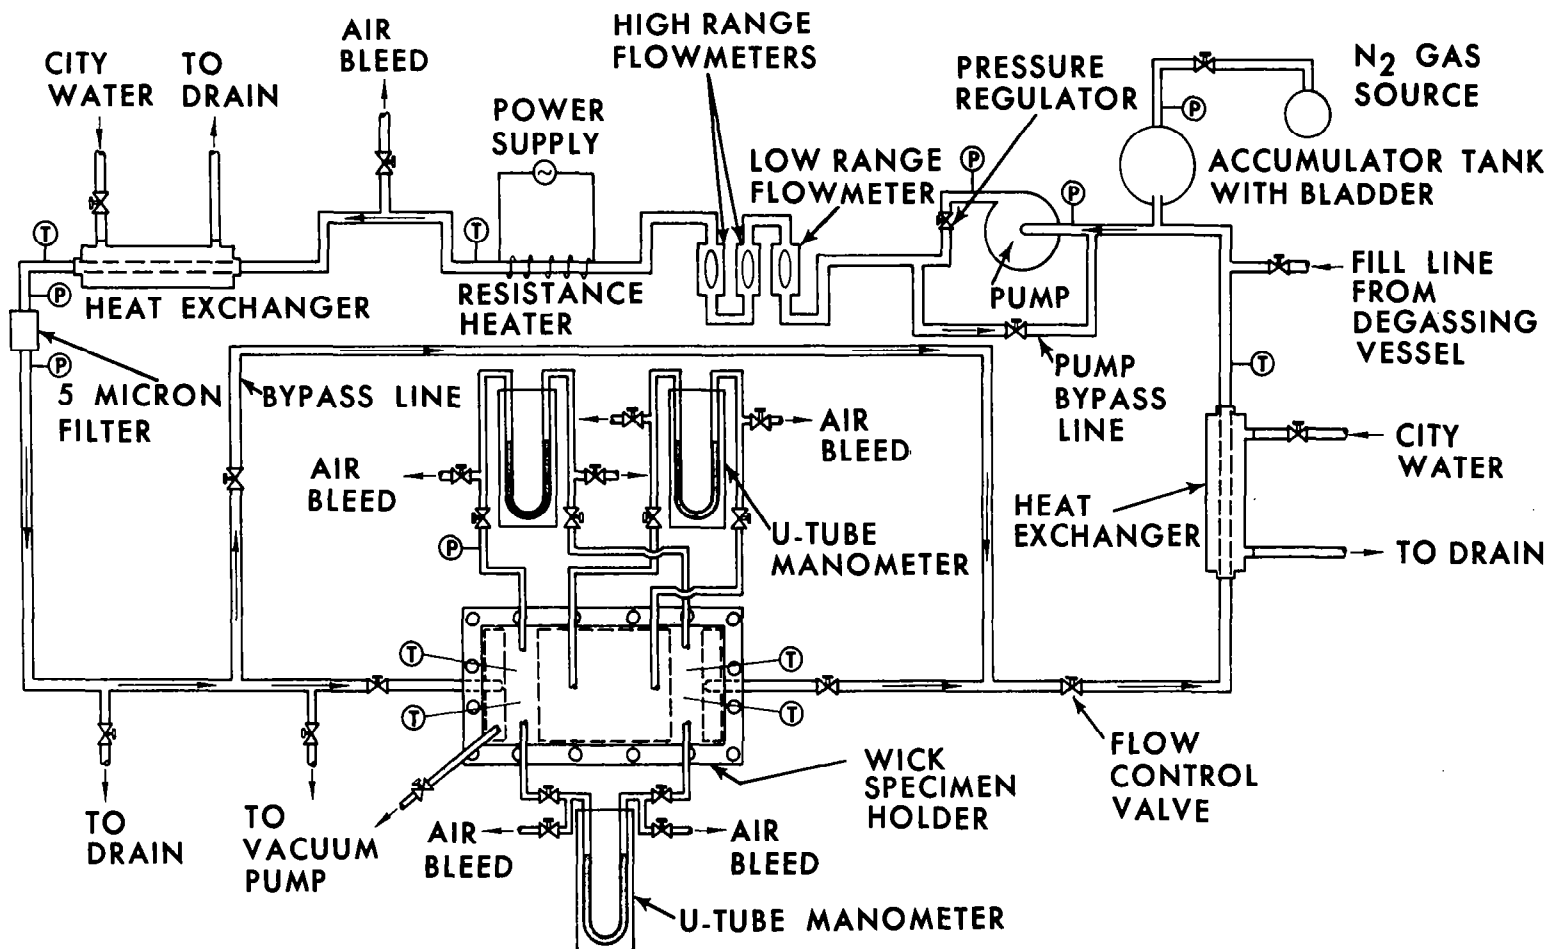 CITY
WATER
TO
DRAIN
AIR
BLEED
HIGH RANGE
FLOWMETERS
POWER
SUPPLY
LOW RANGE
FLOWMETER
PRESSURE
REGULATOR
N2 GAS
SOURCE
ACCUMULATOR TANK
WITH BLADDER
P
P
P
T
T
HEAT EXCHANGER
RESISTANCE
HEATER
PUMP
FILL LINE
FROM
DEGASSING
VESSEL
P
P
T
5 MICRON
FILTER
BYPASS LINE
PUMP
BYPASS
LINE
AIR
BLEED
AIR
BLEED
CITY
WATER
HEAT
EXCHANGER
U-TUBE
MANOMETER
P
TO DRAIN
T
T
T
T
FLOW
CONTROL
VALVE
WICK
SPECIMEN
HOLDER
TO
DRAIN
TO
VACUUM
PUMP
AIR
BLEED
AIR
BLEED
U-TUBE MANOMETER